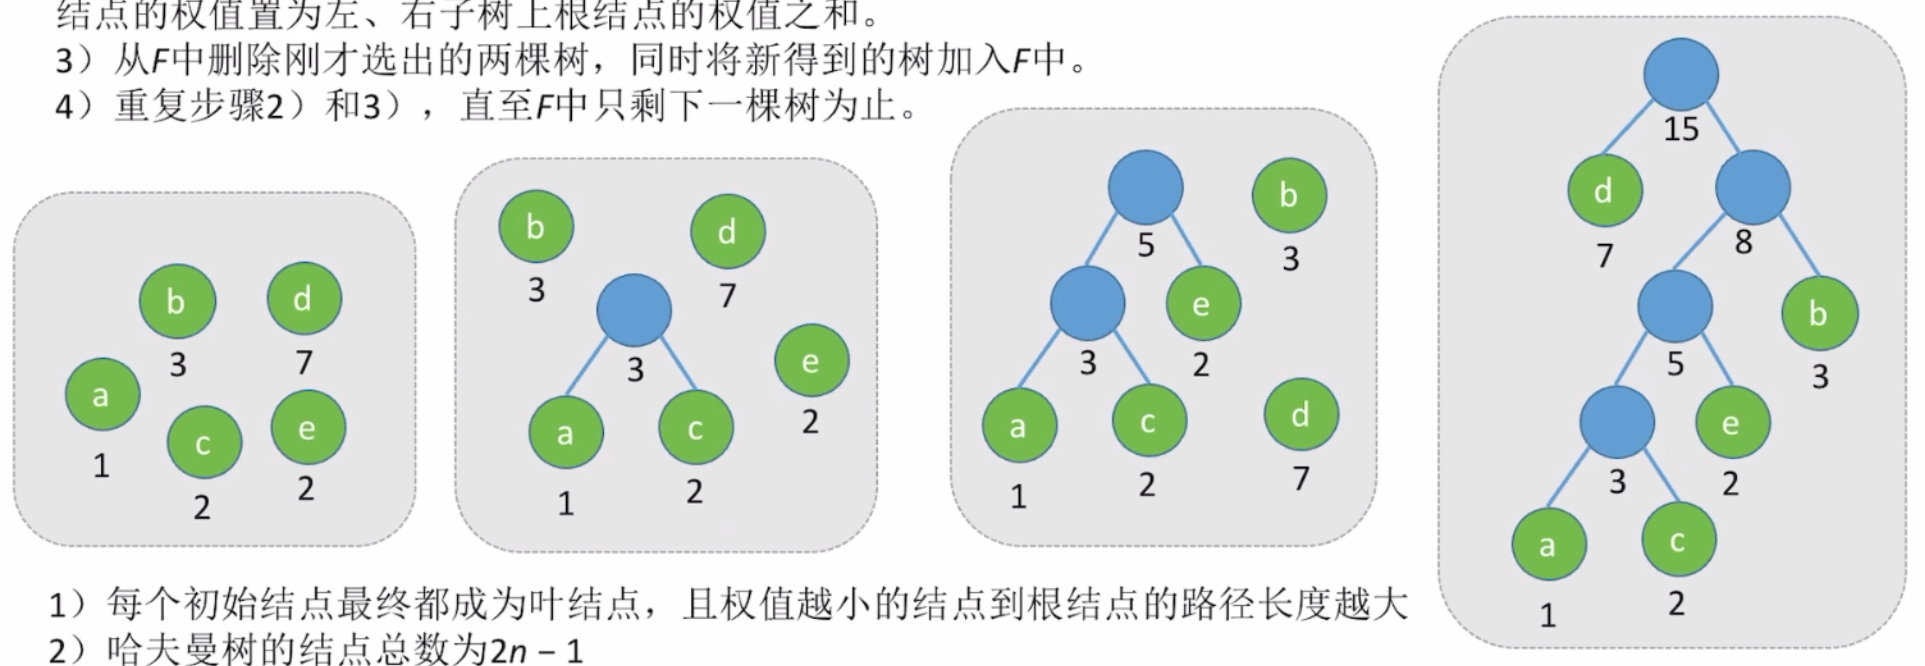 结点的权值置为左、右子树上根结点的权值之和。
3）从F中删除刚才选出的两棵树，同时将新得到的树加入F中。
4）重复步骤2）和3），直至F中只剩下一棵树为止。
b
3
d
7
a
1
c
2
e
2
b
3
d
7
3
e
2
a
1
c
2
5
b
3
3
e
2
a
1
c
2
d
7
15
d
7
8
5
b
3
3
e
2
a
1
c
2
1）每个初始结点最终都成为叶结点，且权值越小的结点到根结点的路径长度越大
2）哈夫曼树的结点总数为2n − 1